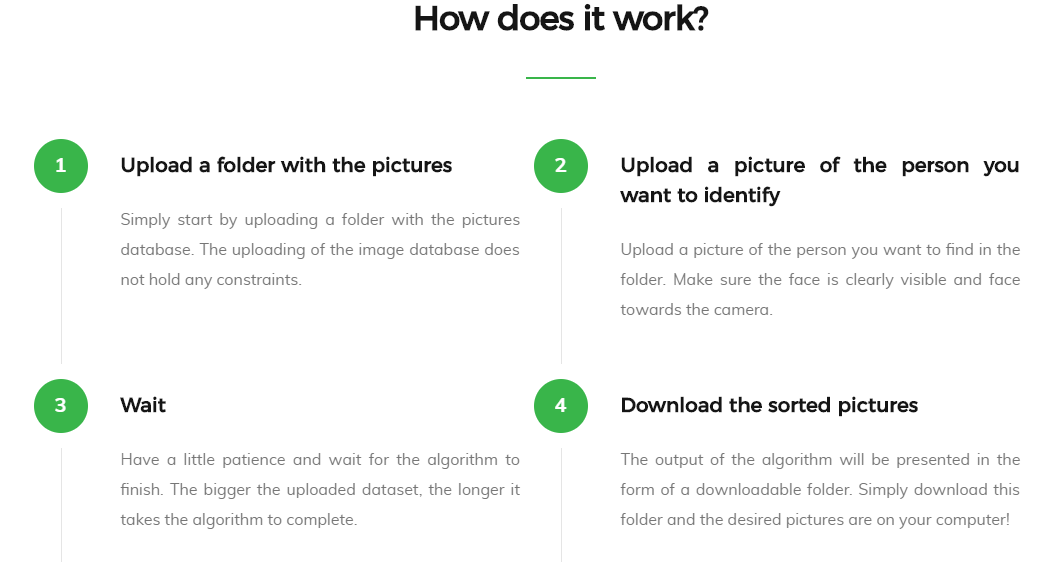 How does it work?
1
Upload a folder with the pictures
Simply start by uploading a folder with the pictures
database. The uploading of the image database does
not hold any constraints.
2
Upload a picture of the person you
want to identify
Upload a picture of the person you want to find in the
folder. Make sure the face is clearly visible and face
towards the camera.
3
Wait
Have a little patience and wait for the algorithm to
finish. The bigger the uploaded dataset, the longer it
takes the algorithm to complete.
4
Download the sorted pictures
The output of the algorithm will be presented in the
form of a downloadable folder. Simply download this
folder and the desired pictures are on your computer!